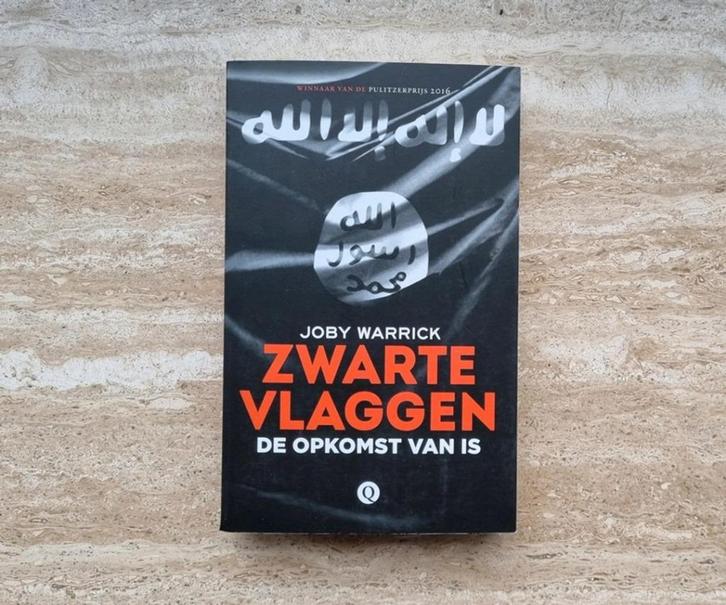 WINNAAR VAN DE PULITZERPRIJS 2016
لا إله إلا الله
الله
رسول
محمد
JOBY WARRICK
ZWARTE
VLAGGEN
DE OPKOMST VAN IS
Q